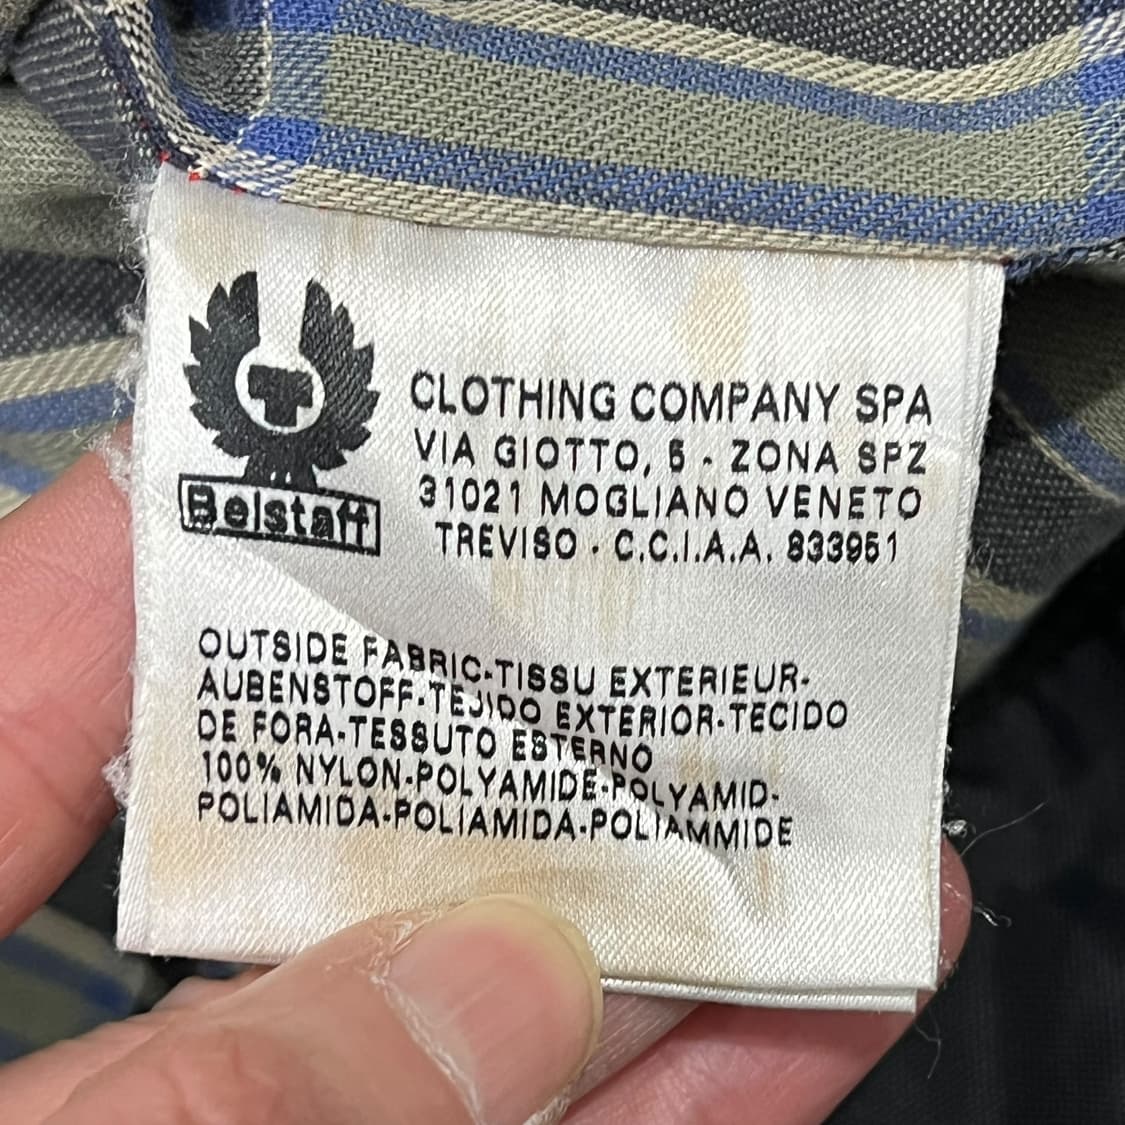 Belstaff
CLOTHING COMPANY SPA
VIA GIOTTO, 5 - ZONA SPZ
31021 MOGLIANO VENETO
TREVISO · C.C.I.A.A. 833951
OUTSIDE FABRIC-TISSU EXTERIEUR-
AUBENSTOFF-TEJIDO EXTERIOR-TECIDO
DE FORA-TESSUTO ESTERNO
100% NYLON-POLYAMIDE-POLYAMID-
POLIAMIDA-POLIAMIDA-POLIAMMIDE